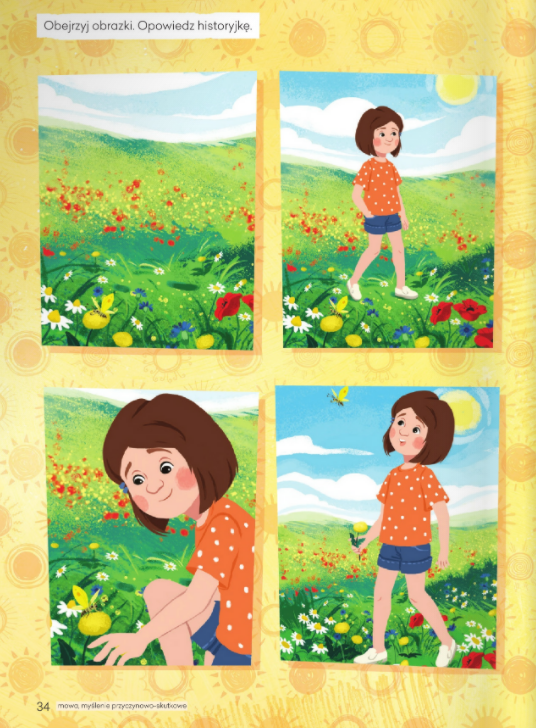 Obejrzyj obrazki. Opowiedz historyjkę.
34 mowa, myślenie przyczynowo-skutkowe